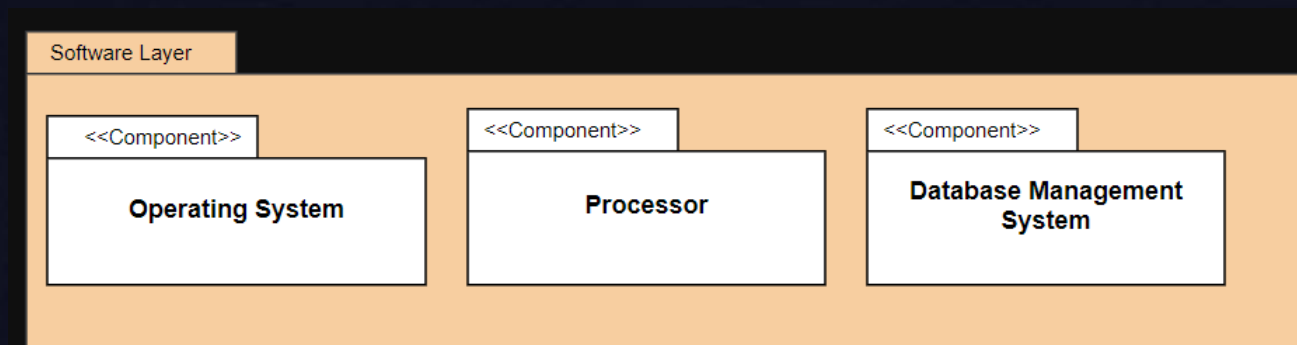 Software Layer
<<Component>>
Operating System
<<Component>>
Processor
<<Component>>
Database Management
System